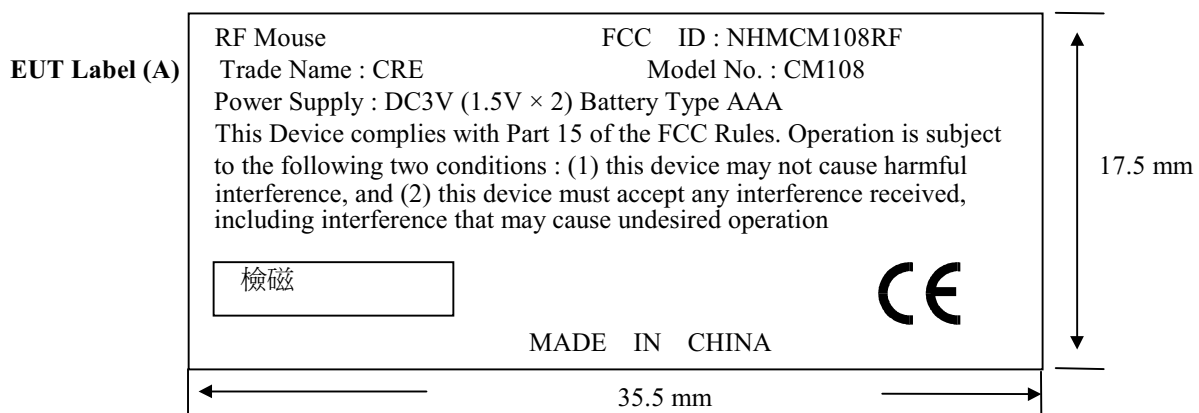 RF Mouse FCC ID : NHMCM108RF
EUT Label (A) Trade Name : CRE Model No. : CM108
Power Supply : DC3V (1.5V × 2) Battery Type AAA
This Device complies with Part 15 of the FCC Rules. Operation is subject
to the following two conditions : (1) this device may not cause harmful
17.5 mm
interference, and (2) this device must accept any interference received,
including interference that may cause undesired operation
檢磁
CE
MADE IN CHINA
35.5 mm